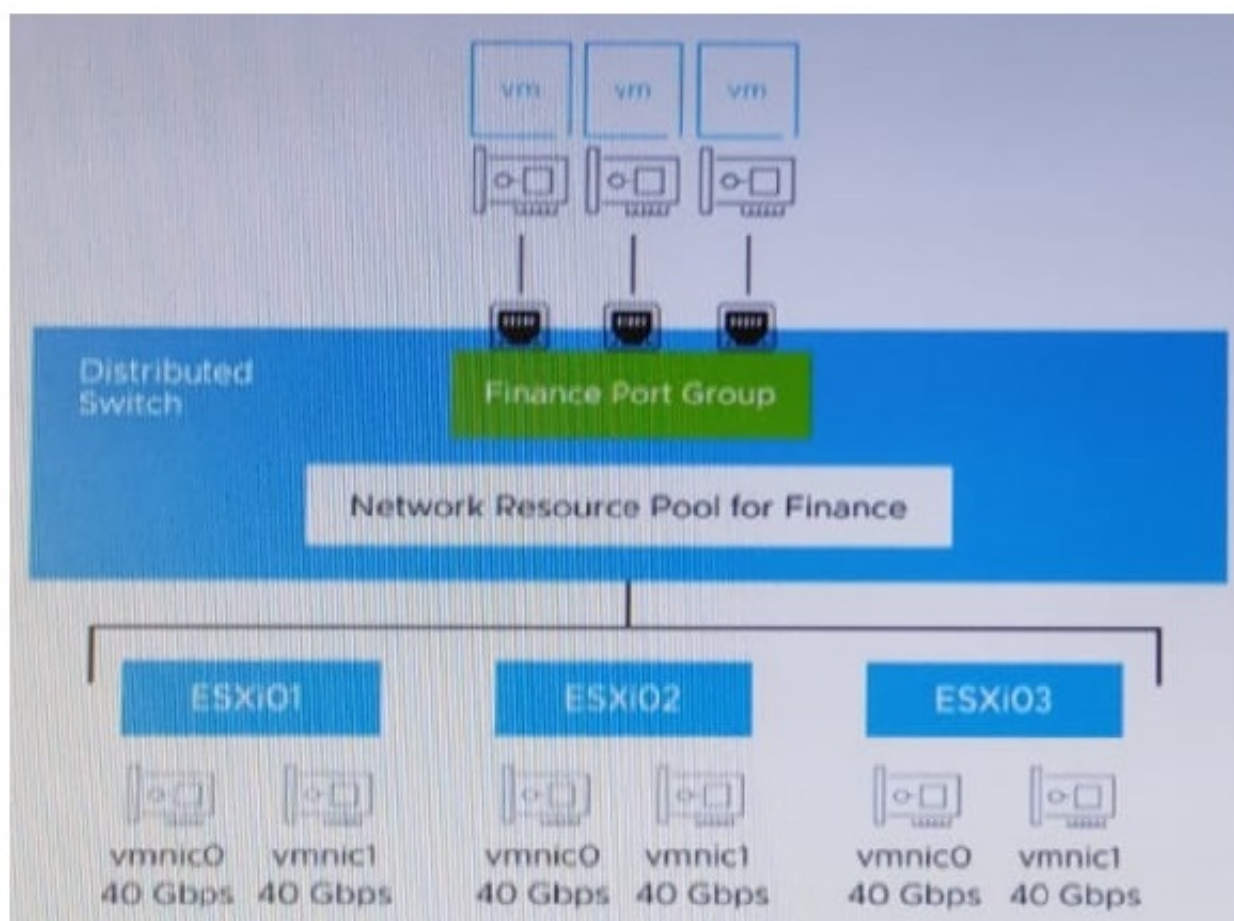 vm vm vm
Distributed
Switch
Finance Port Group
Network Resource Pool for Finance
ESXi01 ESXi02 ESXi03
vmnic0 vmnic1 vmnic0 vmnic1 vmnic0 vmnic1
40 Gbps 40 Gbps 40 Gbps 40 Gbps 40 Gbps 40 Gbps